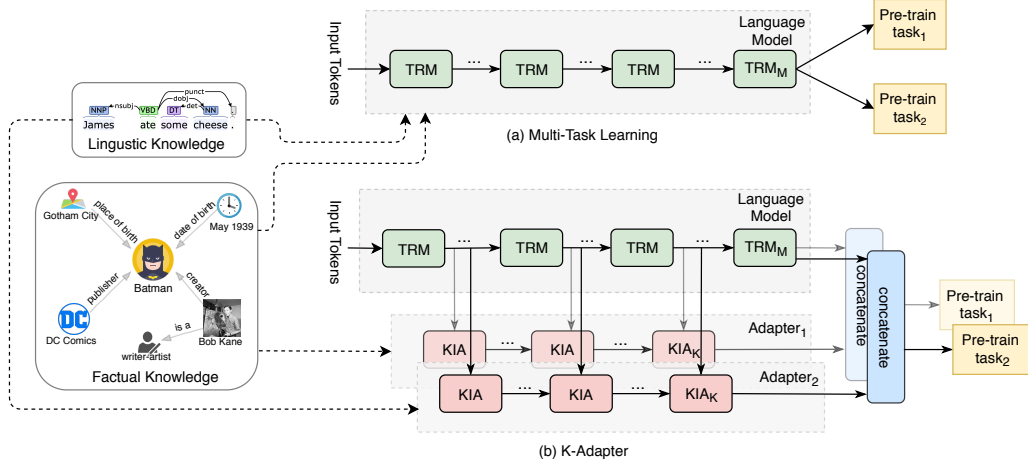 Input Tokens
Language
Model
TRM
...
TRM
...
TRM
...
TRM_M
Pre-train
task_1
Pre-train
task_2
(a) Multi-Task Learning
punct
dobj
nsubj
det
NNP
VBD
DT
NN
.
James
ate
some
cheese
.
Lingustic Knowledge
Gotham City
place of birth
date of birth
May 1939
Batman
publisher
creator
DC
DC Comics
is a
Bob Kane
writer-artist
Factual Knowledge
Input Tokens
Language
Model
TRM
...
TRM
...
TRM
...
TRM_M
Adapter_1
KIA
...
KIA
...
KIA_K
Adapter_2
KIA
...
KIA
...
KIA_K
concatenate
concatenate
Pre-train
task_1
Pre-train
task_2
(b) K-Adapter